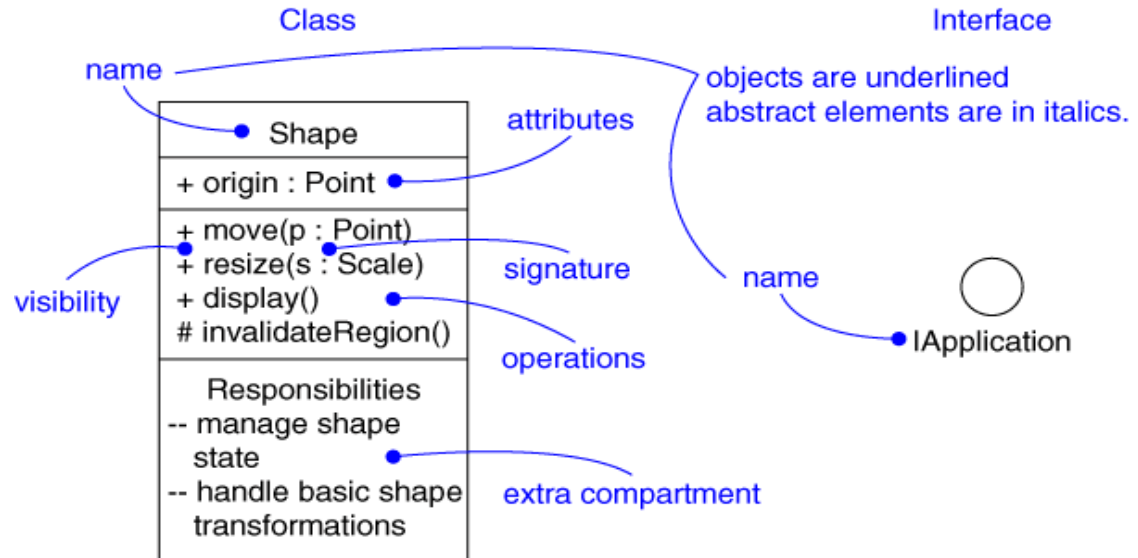 Class
Interface
name
objects are underlined
abstract elements are in italics.
attributes
Shape
+ origin : Point
+ move(p : Point)
+ resize(s : Scale)
+ display()
# invalidateRegion()
visibility
signature
operations
name
IApplication
Responsibilities
-- manage shape
state
-- handle basic shape
transformations
extra compartment